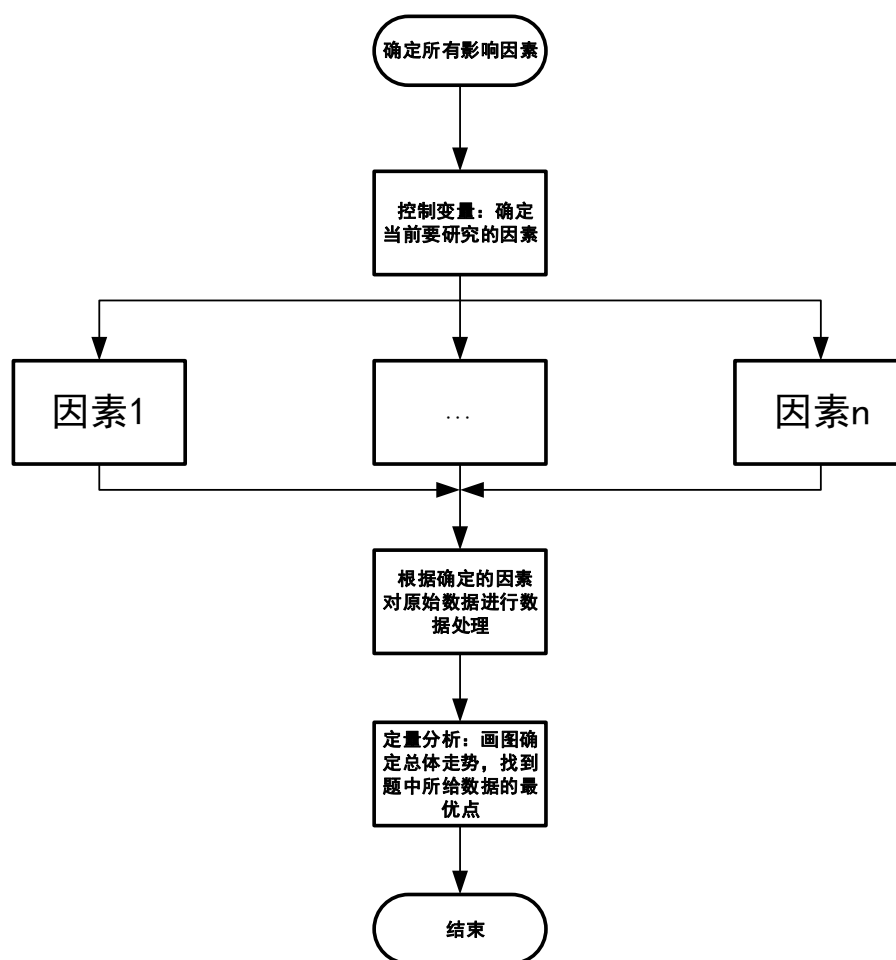 确定所有影响因素
控制变量：确定
当前要研究的因素
因素1
...
因素n
根据确定的因素
对原始数据进行数
据处理
定量分析：画图确
定总体走势，找到
题中所给数据的最
优点
结束